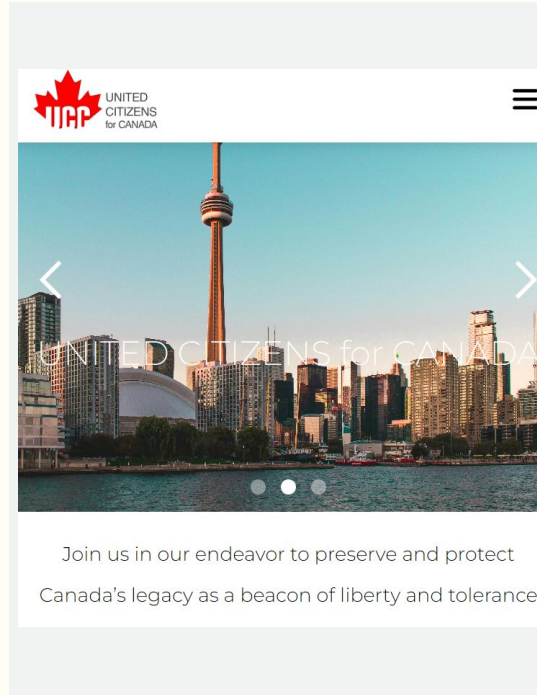 UCC
UNITED
CITIZENS
for CANADA
UNITED CITIZENS for CANADA
Join us in our endeavor to preserve and protect
Canada's legacy as a beacon of liberty and tolerance